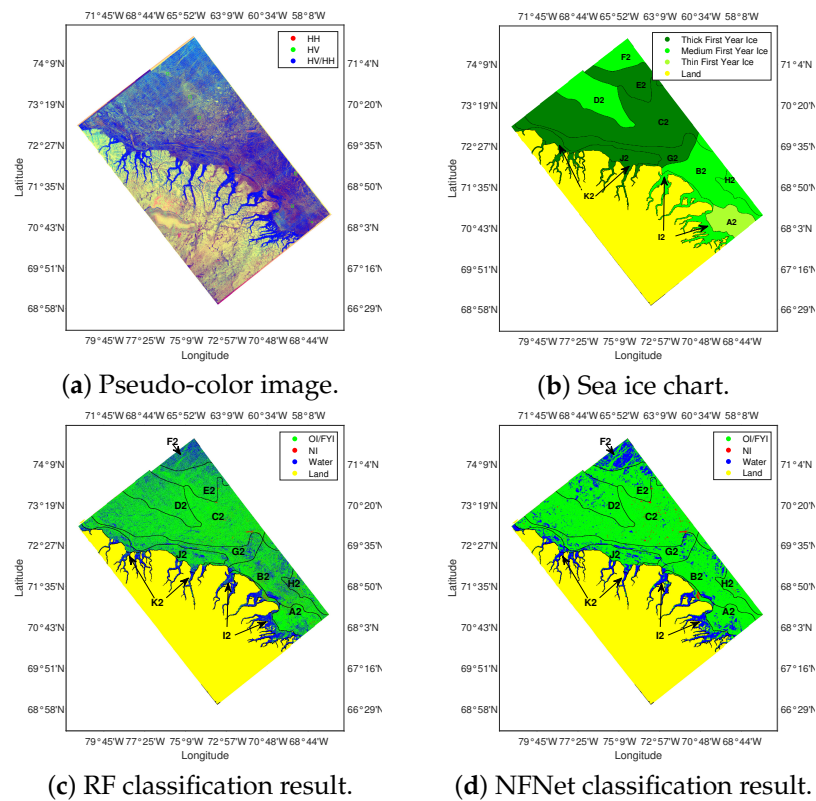 71°45'W 68°44'W 65°52'W 63°9'W 60°34'W 58°8'W
HH
HV
HV/HH
74°9'N
73°19'N
72°27'N
71°35'N
70°43'N
69°51'N
68°58'N
Latitude
71°4'N
70°20'N
69°35'N
68°50'N
68°3'N
67°16'N
66°29'N
79°45'W 77°25'W 75°9'W 72°57'W 70°48'W 68°44'W
Longitude
(a) Pseudo-color image.
71°45'W 68°44'W 65°52'W 63°9'W 60°34'W 58°8'W
Thick First Year Ice
Medium First Year Ice
Thin First Year Ice
Land
F2
E2
D2
C2
J2
G2
B2
H2
K2
A2
I2
74°9'N
73°19'N
72°27'N
71°35'N
70°43'N
69°51'N
68°58'N
Latitude
71°4'N
70°20'N
69°35'N
68°50'N
68°3'N
67°16'N
66°29'N
79°45'W 77°25'W 75°9'W 72°57'W 70°48'W 68°44'W
Longitude
(b) Sea ice chart.
71°45'W 68°44'W 65°52'W 63°9'W 60°34'W 58°8'W
OI/FYI
NI
Water
Land
F2
E2
D2
C2
J2
G2
B2
H2
K2
A2
I2
74°9'N
73°19'N
72°27'N
71°35'N
70°43'N
69°51'N
68°58'N
Latitude
71°4'N
70°20'N
69°35'N
68°50'N
68°3'N
67°16'N
66°29'N
79°45'W 77°25'W 75°9'W 72°57'W 70°48'W 68°44'W
Longitude
(c) RF classification result.
71°45'W 68°44'W 65°52'W 63°9'W 60°34'W 58°8'W
OI/FYI
NI
Water
Land
F2
E2
D2
C2
J2
G2
B2
H2
K2
A2
I2
74°9'N
73°19'N
72°27'N
71°35'N
70°43'N
69°51'N
68°58'N
Latitude
71°4'N
70°20'N
69°35'N
68°50'N
68°3'N
67°16'N
66°29'N
79°45'W 77°25'W 75°9'W 72°57'W 70°48'W 68°44'W
Longitude
(d) NFNet classification result.